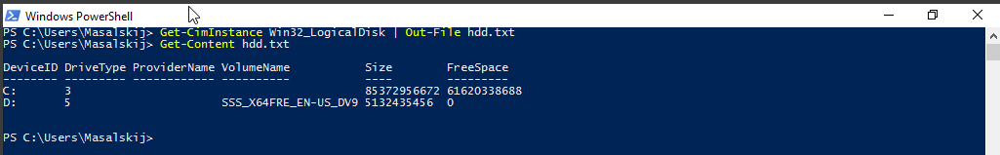 Windows PowerShell
PS C:\Users\Masalskij> Get-CimInstance Win32_LogicalDisk | Out-File hdd.txt
PS C:\Users\Masalskij> Get-Content hdd.txt
DeviceID DriveType ProviderName VolumeName Size FreeSpace
-------- --------- ------------ ---------- ---- ---------
C: 3 85372956672 61620338688
D: 5 SSS_X64FRE_EN-US_DV9 5132435456 0
PS C:\Users\Masalskij>